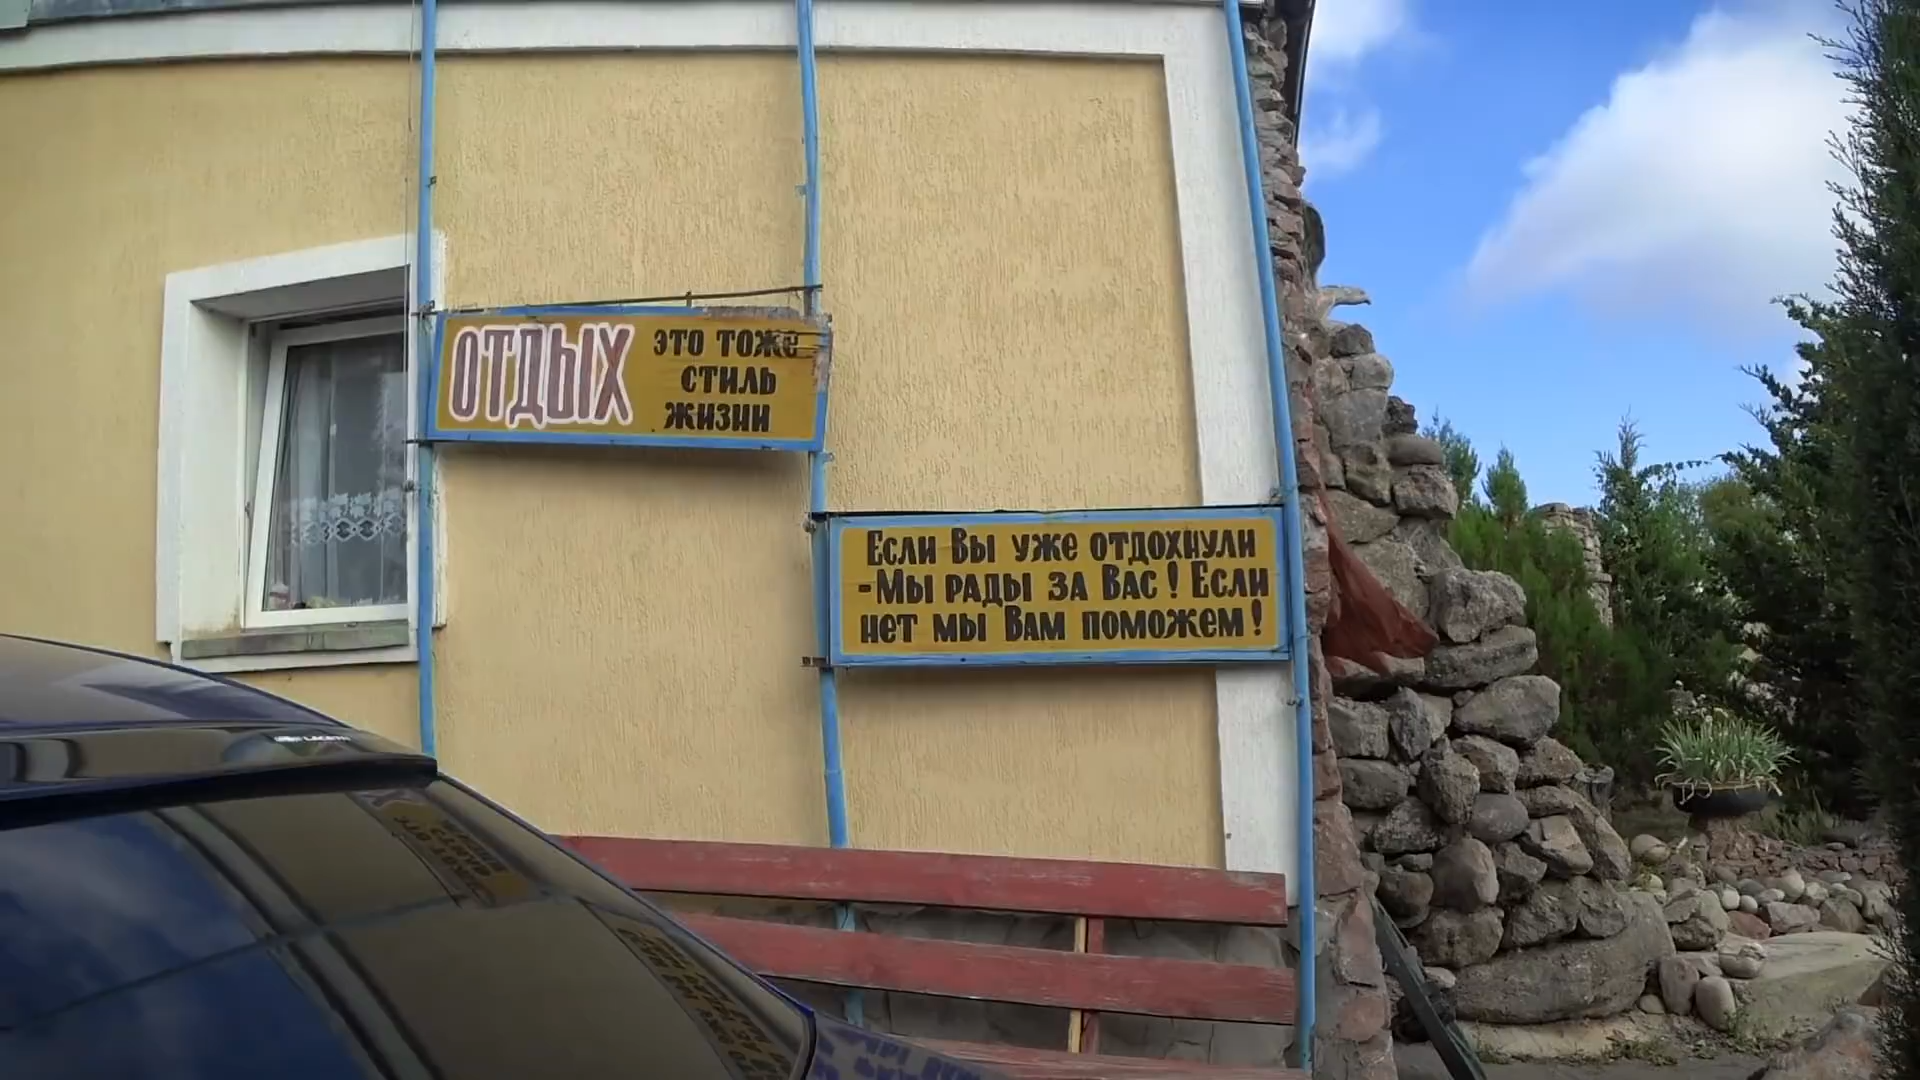 ОТДЫХ
это тоже
стиль
жизни
Если Вы уже отдохнули
-Мы рады за Вас! Если
нет мы Вам поможем!